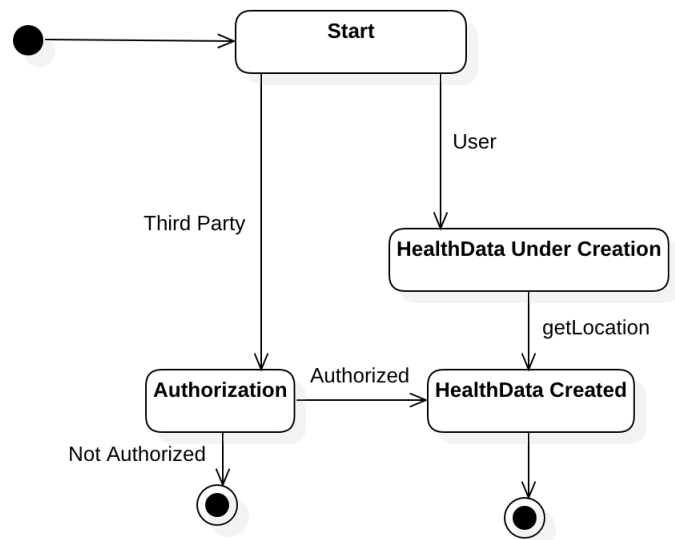 Start
User
Third Party
HealthData Under Creation
getLocation
Authorized
Authorization
HealthData Created
Not Authorized